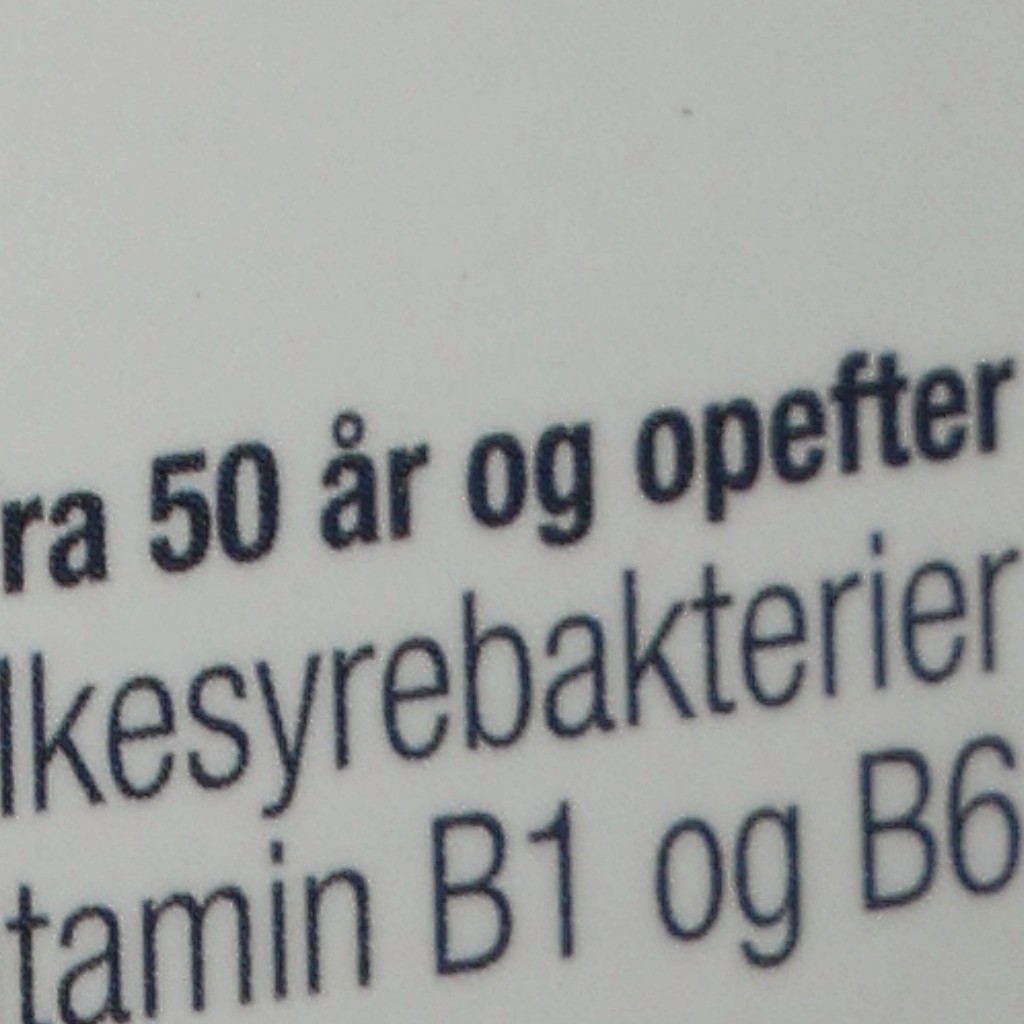 ra 50 år og opefter
lkesyrebakterier
tamin B1 og B6